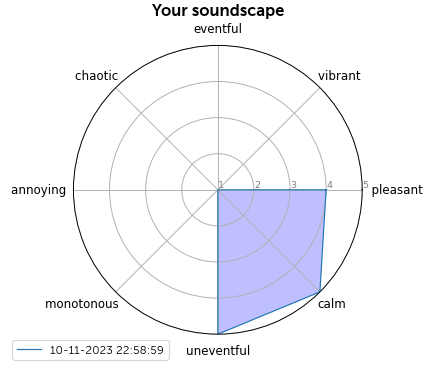 Your soundscape
eventful
chaotic
vibrant
annoying
1
2
3
4
5
pleasant
monotonous
calm
uneventful
10-11-2023 22:58:59